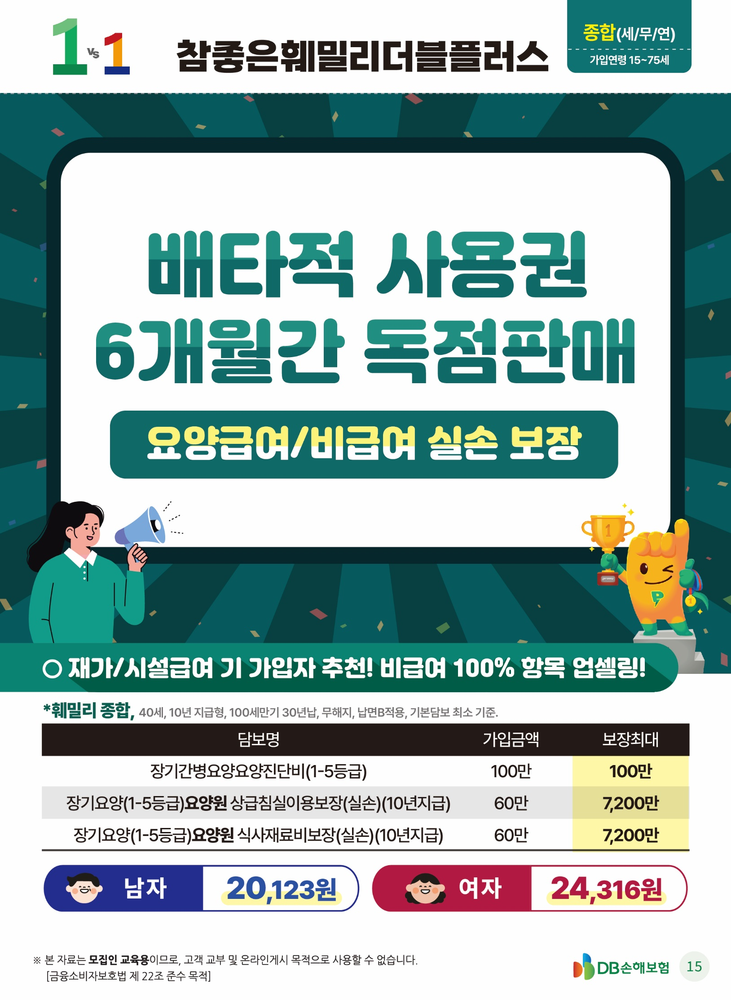 1 vs 1
참좋은훼밀리더블플러스
종합(세/무/연)
가입연령 15~75세
배타적 사용권
6개월간 독점판매
요양급여/비급여 실손 보장
1
P
1
재가/시설급여 기 가입자 추천! 비급여 100% 항목 업셀링!
*훼밀리 종합, 40세, 10년 지급형, 100세만기 30년납, 무해지, 납면B적용, 기본담보 최소 기준.
담보명 가입금액 보장최대
장기간병요양요양진단비(1-5등급) 100만 100만
장기요양(1-5등급)요양원 상급침실이용보장(실손)(10년지급) 60만 7,200만
장기요양(1-5등급)요양원 식사재료비보장(실손)(10년지급) 60만 7,200만
남자 20,123원 여자 24,316원
※ 본 자료는 모집인 교육용이므로, 고객 교부 및 온라인게시 목적으로 사용할 수 없습니다.
[금융소비자보호법 제 22조 준수 목적]
DB손해보험 15